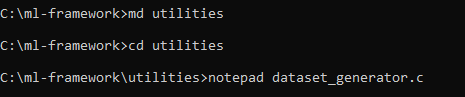 C:\ml-framework>md utilities
C:\ml-framework>cd utilities
C:\ml-framework\utilities>notepad dataset_generator.c